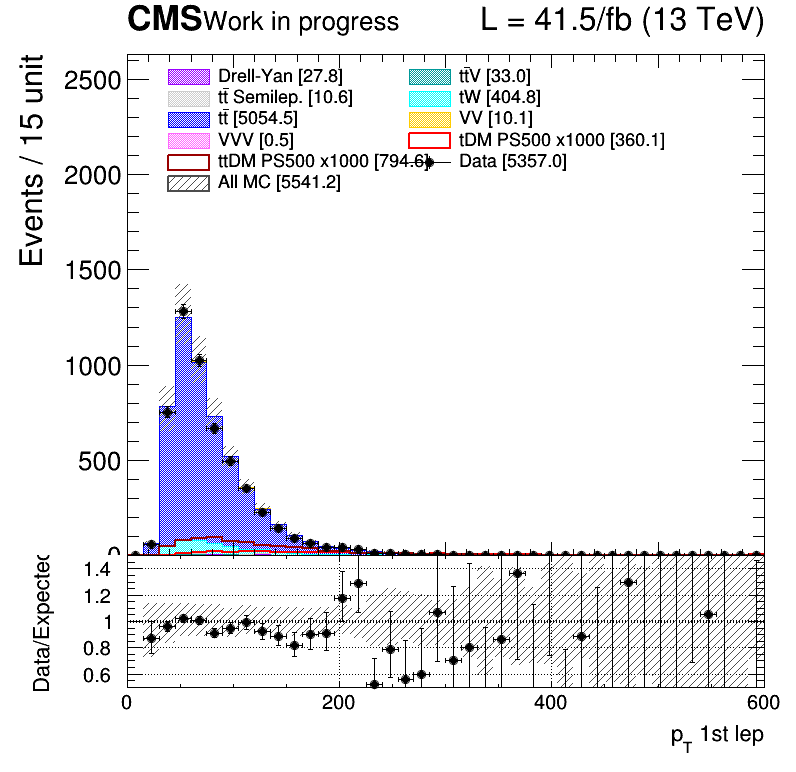 CMS Work in progress L = 41.5/fb (13 TeV)
Events / 15 unit
2500
2000
1500
1000
500
0
Drell-Yan [27.8]
tt̄ Semilep. [10.6]
tt̄ [5054.5]
VVV [0.5]
ttDM PS500 x1000 [794.6]
All MC [5541.2]
tt̄V [33.0]
tW [404.8]
VV [10.1]
tDM PS500 x1000 [360.1]
Data [5357.0]
Data/Expected
1.4
1.2
1
0.8
0.6
0 200 400 600
p_T 1st lep